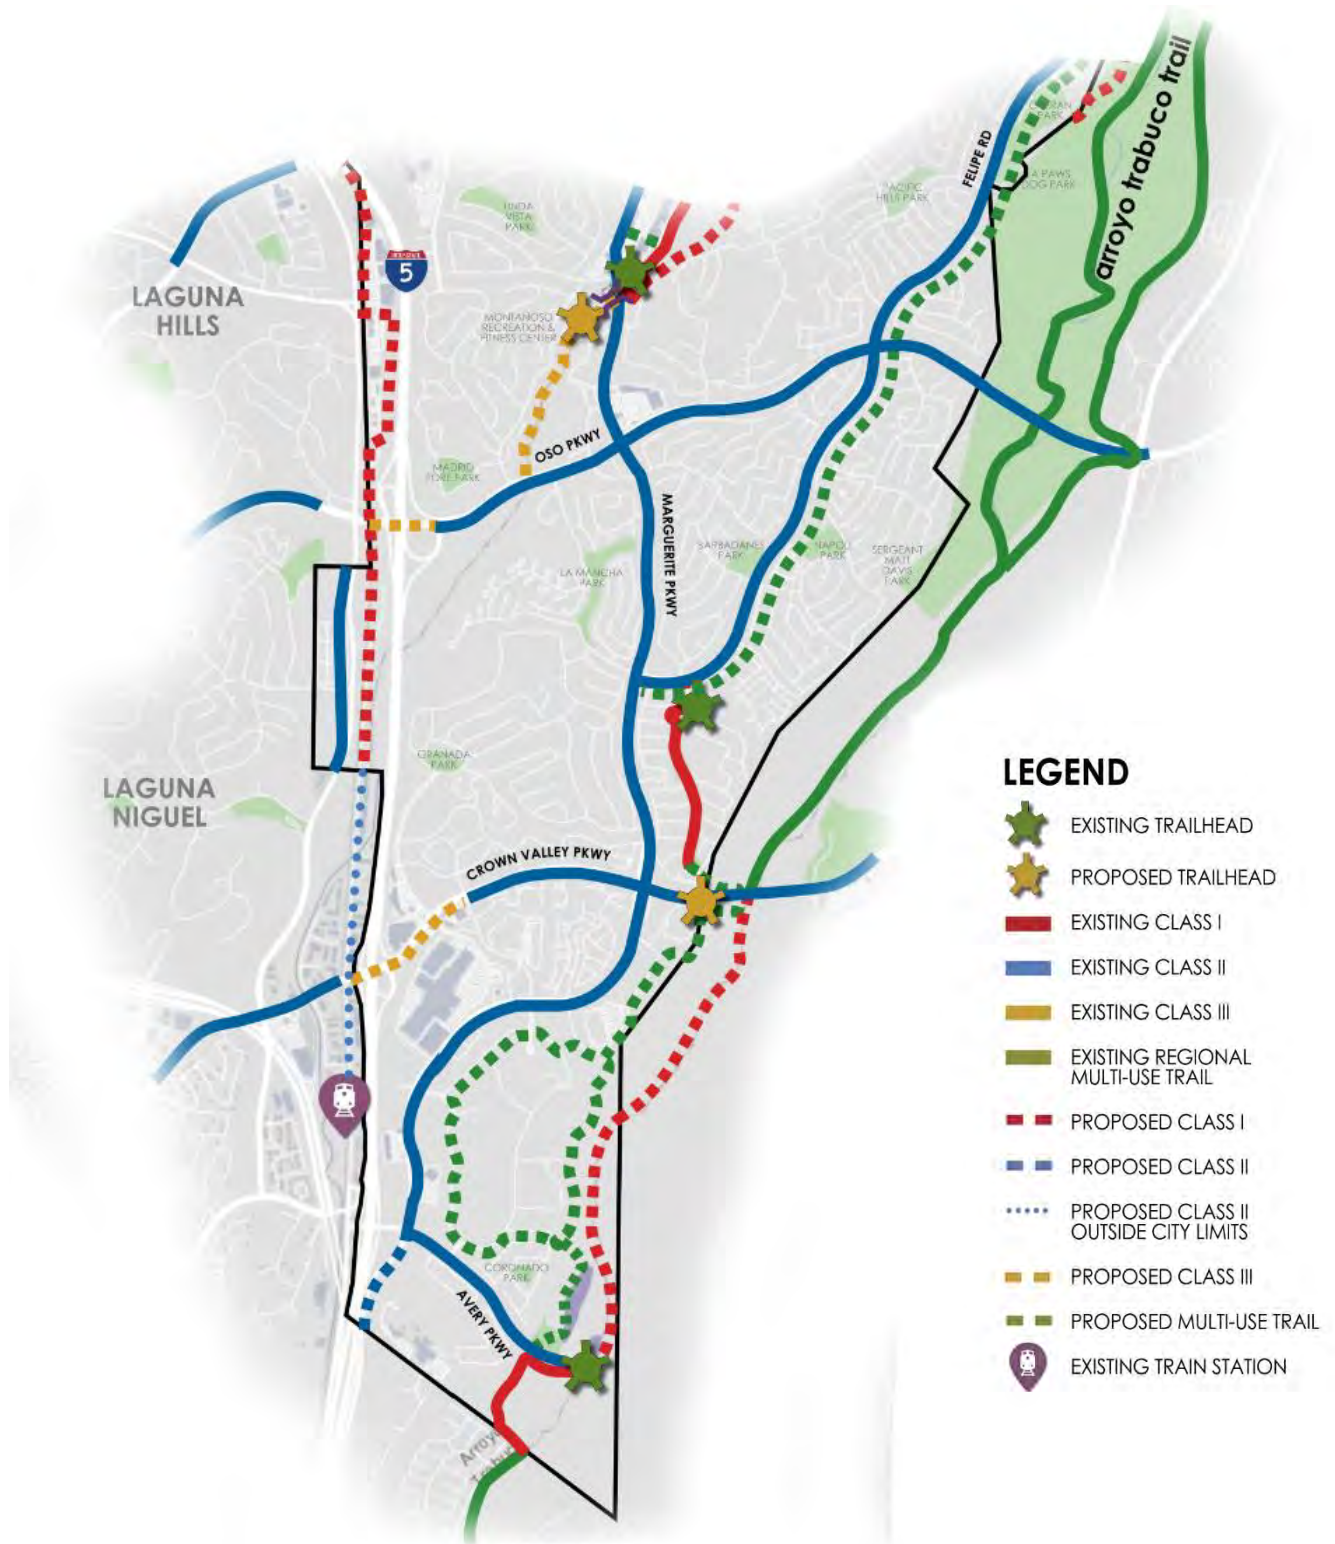 arroyo trabuco trail
FELIPE RD
PARK
PAWS
DOG PARK
PACIFIC
HILLS PARK
LINDA
VISTA
PARK
5
LAGUNA
HILLS
MONTANOSO
RECREATION &
FITNESS CENTER
OSO PKWY
MADRID
FORE PARK
MARGUERITE PKWY
BARBADANES
PARK
NAPOLI
PARK
SERGEANT
MATT
DAVIS
PARK
LA MANCHA
PARK
GRANADA
PARK
LAGUNA
NIGUEL
CROWN VALLEY PKWY
CORONADO
PARK
AVERY PKWY
Arroyo
LEGEND
EXISTING TRAILHEAD
PROPOSED TRAILHEAD
EXISTING CLASS I
EXISTING CLASS II
EXISTING CLASS III
EXISTING REGIONAL
MULTI-USE TRAIL
PROPOSED CLASS I
PROPOSED CLASS II
PROPOSED CLASS II
OUTSIDE CITY LIMITS
PROPOSED CLASS III
PROPOSED MULTI-USE TRAIL
EXISTING TRAIN STATION